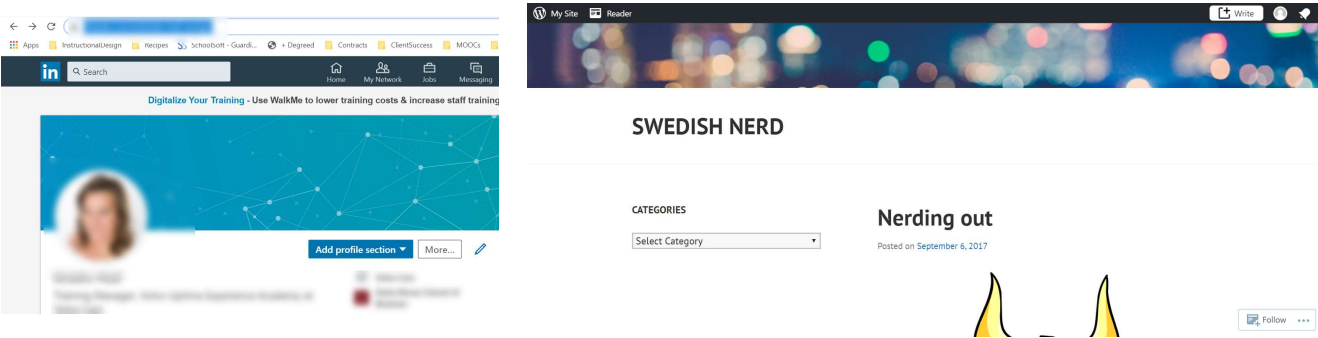 Apps InstructionalDesign Recipes SchoolSoft - Guardi... + Degreed Contracts ClientSuccess MOOCs
in Search Home My Network Jobs Messaging
Digitalize Your Training - Use WalkMe to lower training costs & increase staff training
Add profile section More...
My Site Reader Write
SWEDISH NERD
CATEGORIES
Select Category
Nerding out
Posted on September 6, 2017
Follow